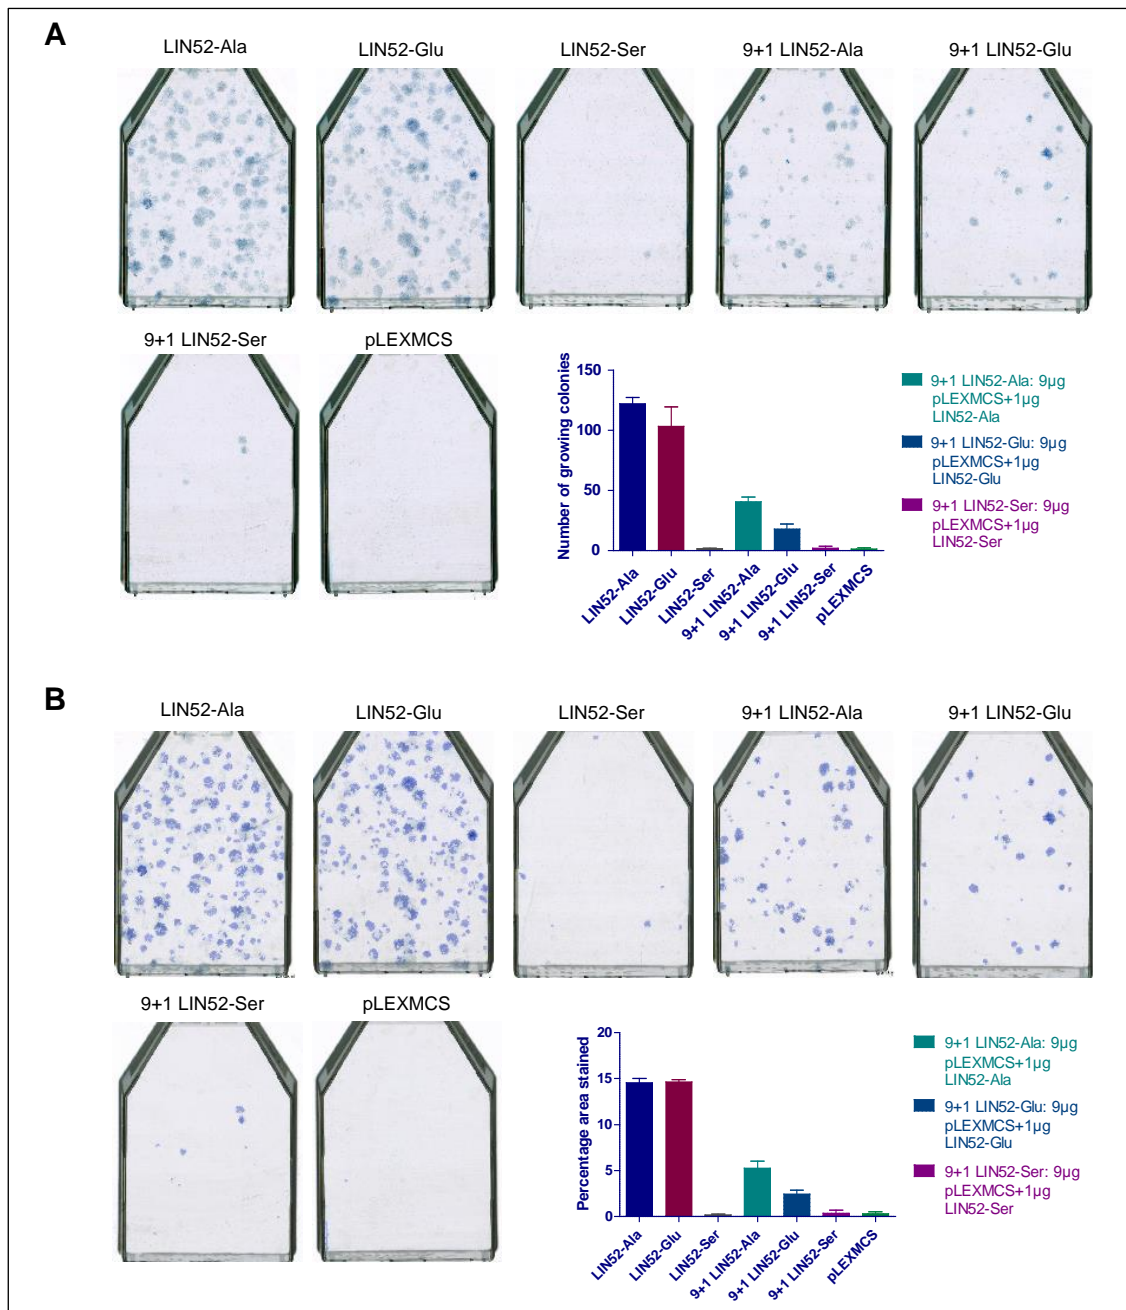 A
LIN52-Ala
LIN52-Glu
LIN52-Ser
9+1 LIN52-Ala
9+1 LIN52-Glu
9+1 LIN52-Ser
pLEXMCS
Number of growing colonies
150
100
50
0
LIN52-Ala
LIN52-Glu
LIN52-Ser
9+1 LIN52-Ala
9+1 LIN52-Glu
9+1 LIN52-Ser
pLEXMCS
9+1 LIN52-Ala: 9µg
pLEXMCS+1µg
LIN52-Ala
9+1 LIN52-Glu: 9µg
pLEXMCS+1µg
LIN52-Glu
9+1 LIN52-Ser: 9µg
pLEXMCS+1µg
LIN52-Ser
B
LIN52-Ala
LIN52-Glu
LIN52-Ser
9+1 LIN52-Ala
9+1 LIN52-Glu
9+1 LIN52-Ser
pLEXMCS
Percentage area stained
20
15
10
5
0
LIN52-Ala
LIN52-Glu
LIN52-Ser
9+1 LIN52-Ala
9+1 LIN52-Glu
9+1 LIN52-Ser
pLEXMCS
9+1 LIN52-Ala: 9µg
pLEXMCS+1µg
LIN52-Ala
9+1 LIN52-Glu: 9µg
pLEXMCS+1µg
LIN52-Glu
9+1 LIN52-Ser: 9µg
pLEXMCS+1µg
LIN52-Ser